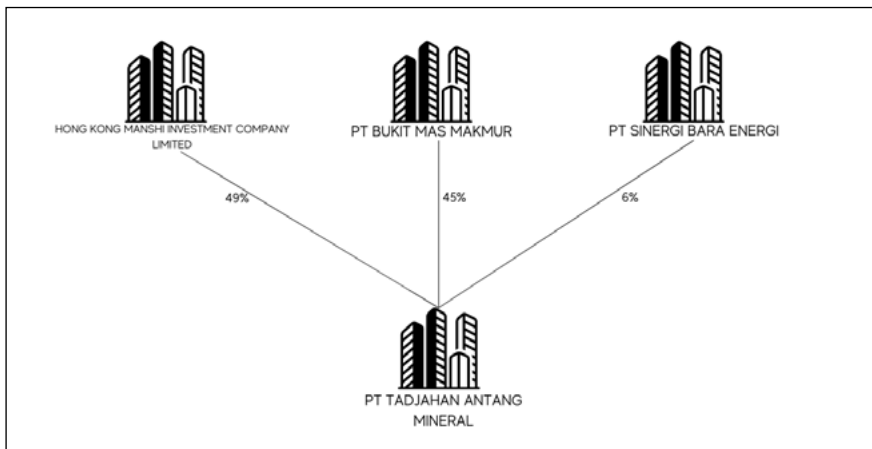 HONG KONG MANSHI INVESTMENT COMPANY
LIMITED
PT BUKIT MAS MAKMUR
PT SINERGI BARA ENERGI
49%
45%
6%
PT TADJAHAN ANTANG
MINERAL